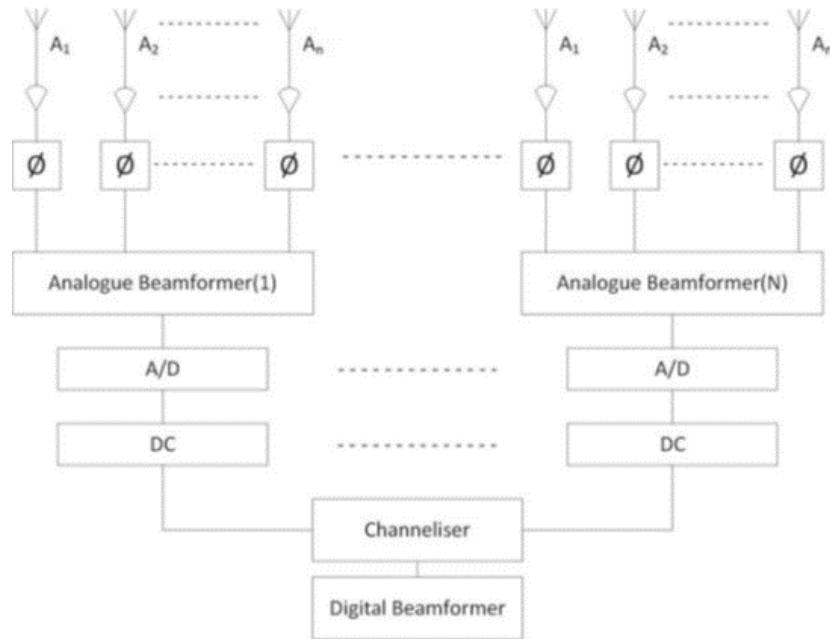 A1 A2 An A1 A2 An
Ø Ø Ø Ø Ø Ø
Analogue Beamformer(1) Analogue Beamformer(N)
A/D A/D
DC DC
Channeliser
Digital Beamformer